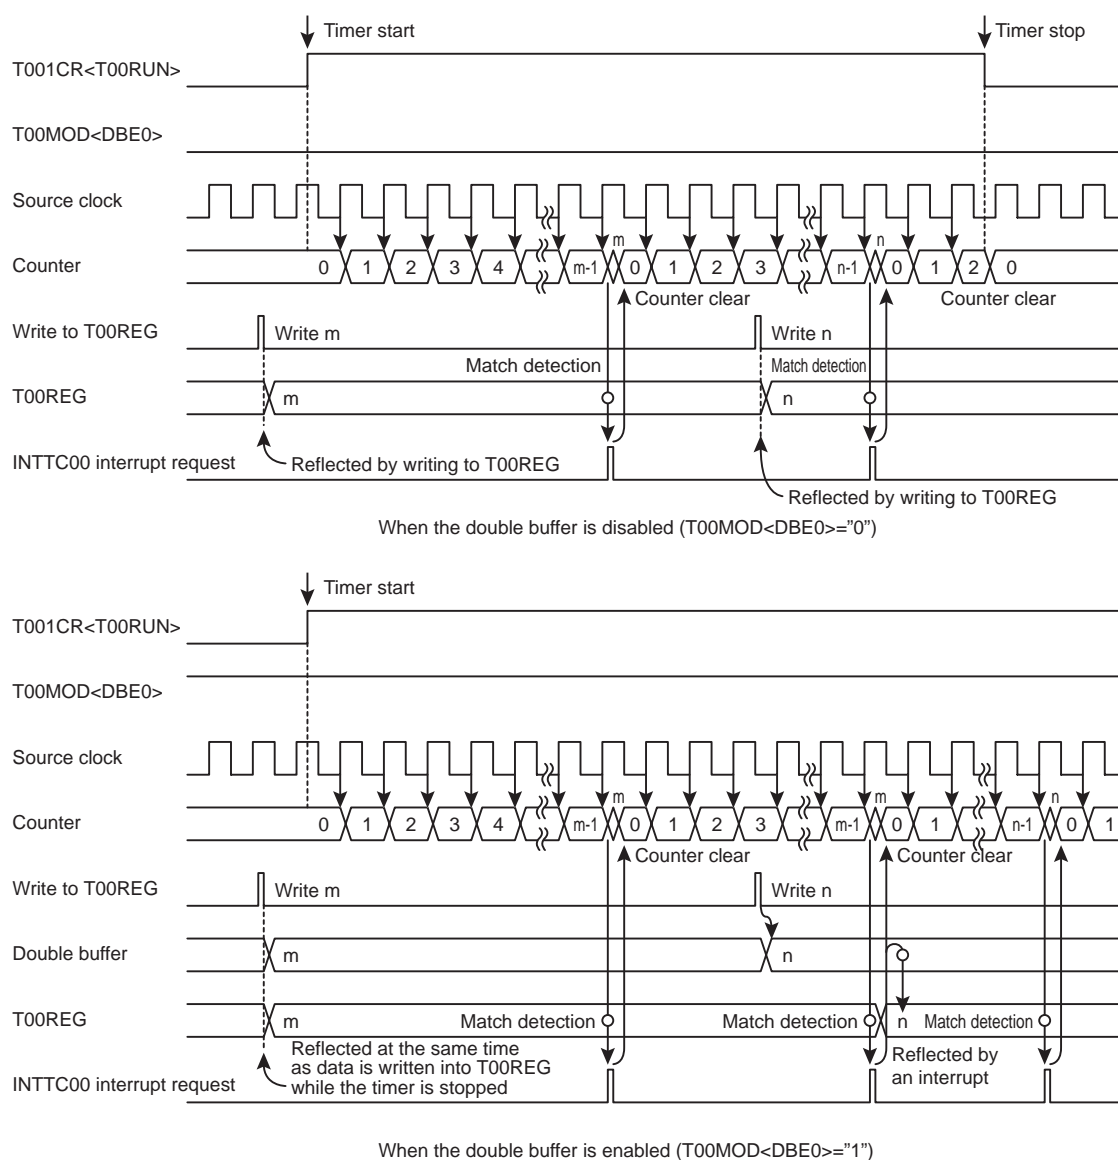 Timer start
Timer stop
T001CR<T00RUN>
T00MOD<DBE0>
Source clock
m
n
Counter
0 1 2 3 4 m-1 0 1 2 3 n-1 0 1 2 0
Counter clear
Counter clear
Write to T00REG
Write m
Write n
Match detection
Match detection
T00REG
m
n
INTTC00 interrupt request
Reflected by writing to T00REG
Reflected by writing to T00REG
When the double buffer is disabled (T00MOD<DBE0>=”0”)
Timer start
T001CR<T00RUN>
T00MOD<DBE0>
Source clock
m
m
n
Counter
0 1 2 3 4 m-1 0 1 2 3 m-1 0 1 n-1 0 1
Counter clear
Counter clear
Write to T00REG
Write m
Write n
Double buffer
m
n
T00REG
m
Match detection
Match detection
n
Match detection
Reflected at the same time
as data is written into T00REG
while the timer is stopped
Reflected by
an interrupt
INTTC00 interrupt request
When the double buffer is enabled (T00MOD<DBE0>=”1”)